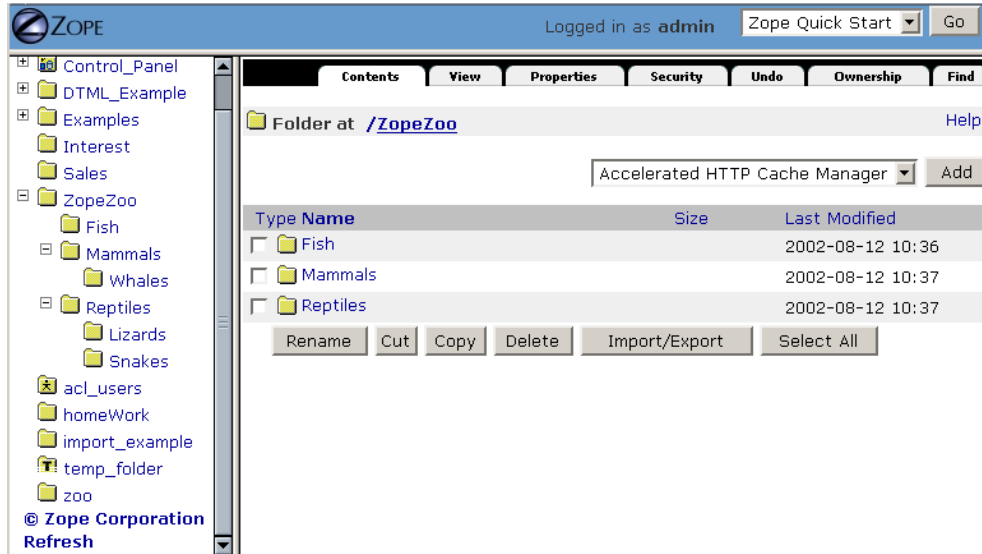 ZOPE
Logged in as admin
Zope Quick Start
Go
Control_Panel
DTML_Example
Examples
Interest
Sales
ZopeZoo
Fish
Mammals
Whales
Reptiles
Lizards
Snakes
acl_users
homeWork
import_example
temp_folder
zoo
© Zope Corporation
Refresh
Contents View Properties Security Undo Ownership Find
Folder at /ZopeZoo
Help
Accelerated HTTP Cache Manager Add
Type Name Size Last Modified
Fish 2002-08-12 10:36
Mammals 2002-08-12 10:37
Reptiles 2002-08-12 10:37
Rename Cut Copy Delete Import/Export Select All